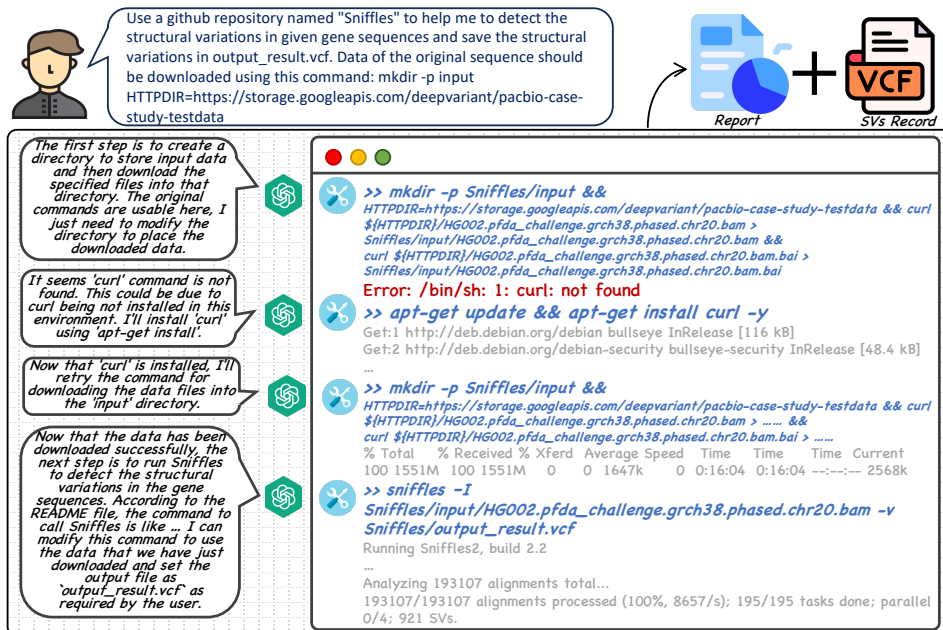 Use a github repository named "Sniffles" to help me to detect the
structural variations in given gene sequences and save the structural
variations in output_result.vcf. Data of the original sequence should
be downloaded using this command: mkdir -p input
HTTPDIR=https://storage.googleapis.com/deepvariant/pacbio-case-
study-testdata
VCF
Report
SVs Record
The first step is to create a
directory to store input data
and then download the
specified files into that
directory. The original
commands are usable here, I
just need to modify the
directory to place the
downloaded data.
>> mkdir -p Sniffles/input &&
HTTPDIR=https://storage.googleapis.com/deepvariant/pacbio-case-study-testdata && curl
${HTTPDIR}/HG002.pfda_challenge.grch38.phased.chr20.bam >
Sniffles/input/HG002.pfda_challenge.grch38.phased.chr20.bam &&
curl ${HTTPDIR}/HG002.pfda_challenge.grch38.phased.chr20.bam.bai >
Sniffles/input/HG002.pfda_challenge.grch38.phased.chr20.bam.bai
Error: /bin/sh: 1: curl: not found
It seems 'curl' command is not
found. This could be due to
curl being not installed in this
environment. I'll install 'curl'
using 'apt-get install'.
>> apt-get update && apt-get install curl -y
Get:1 http://deb.debian.org/debian bullseye InRelease [116 kB]
Get:2 http://deb.debian.org/debian-security bullseye-security InRelease [48.4 kB]
...
Now that 'curl' is installed, I'll
retry the command for
downloading the data files into
the 'input' directory.
>> mkdir -p Sniffles/input &&
HTTPDIR=https://storage.googleapis.com/deepvariant/pacbio-case-study-testdata && curl
${HTTPDIR}/HG002.pfda_challenge.grch38.phased.chr20.bam > ...... &&
curl ${HTTPDIR}/HG002.pfda_challenge.grch38.phased.chr20.bam.bai > ......
% Total % Received % Xferd Average Speed Time Time Time Current
100 1551M 100 1551M 0 0 1647k 0 0:16:04 0:16:04 --:--:-- 2568k
Now that the data has been
downloaded successfully, the
next step is to run Sniffles
to detect the structural
variations in the gene
sequences. According to the
README file, the command to
call Sniffles is like ... I can
modify this command to use
the data that we have just
downloaded and set the
output file as
`output_result.vcf` as
required by the user.
>> sniffles -I
Sniffles/input/HG002.pfda_challenge.grch38.phased.chr20.bam -v
Sniffles/output_result.vcf
Running Sniffles2, build 2.2
...
Analyzing 193107 alignments total...
193107/193107 alignments processed (100%, 8657/s); 195/195 tasks done; parallel
0/4; 921 SVs.